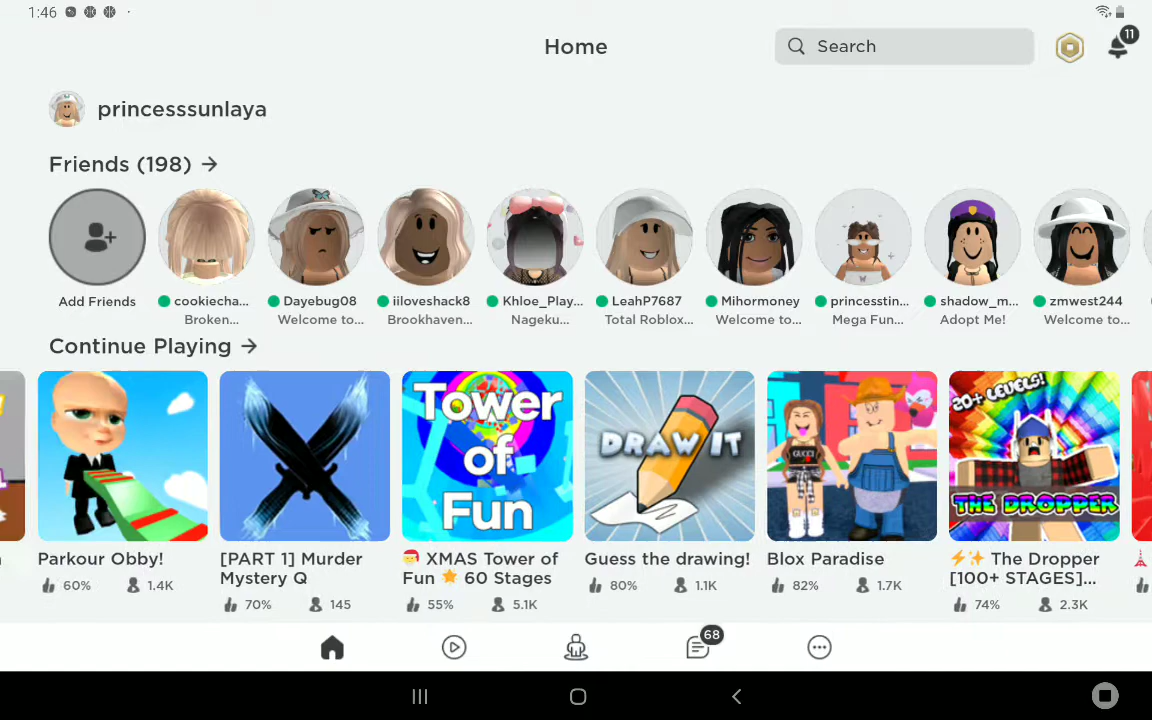 1:46
Home
Search
11
princesssunlaya
Friends (198) →
Add Friends
cookiecha...
Broken...
Dayebug08
Welcome to...
iiloveshack8
Brookhaven...
Khloe_Play...
Nageku...
LeahP7687
Total Roblox...
Mihormoney
Welcome to...
princesstin...
Mega Fun...
shadow_m...
Adopt Me!
zmwest244
Welcome to...
Continue Playing →
Tower
of
Fun
DRAW IT
GUCCI
20+ LEVELS!
THE DROPPER
Parkour Obby!
60% 1.4K
[PART 1] Murder
Mystery Q
70% 145
🎅 XMAS Tower of
Fun ⭐ 60 Stages
55% 5.1K
Guess the drawing!
80% 1.1K
Blox Paradise
82% 1.7K
⚡✨ The Dropper
[100+ STAGES]...
74% 2.3K
68